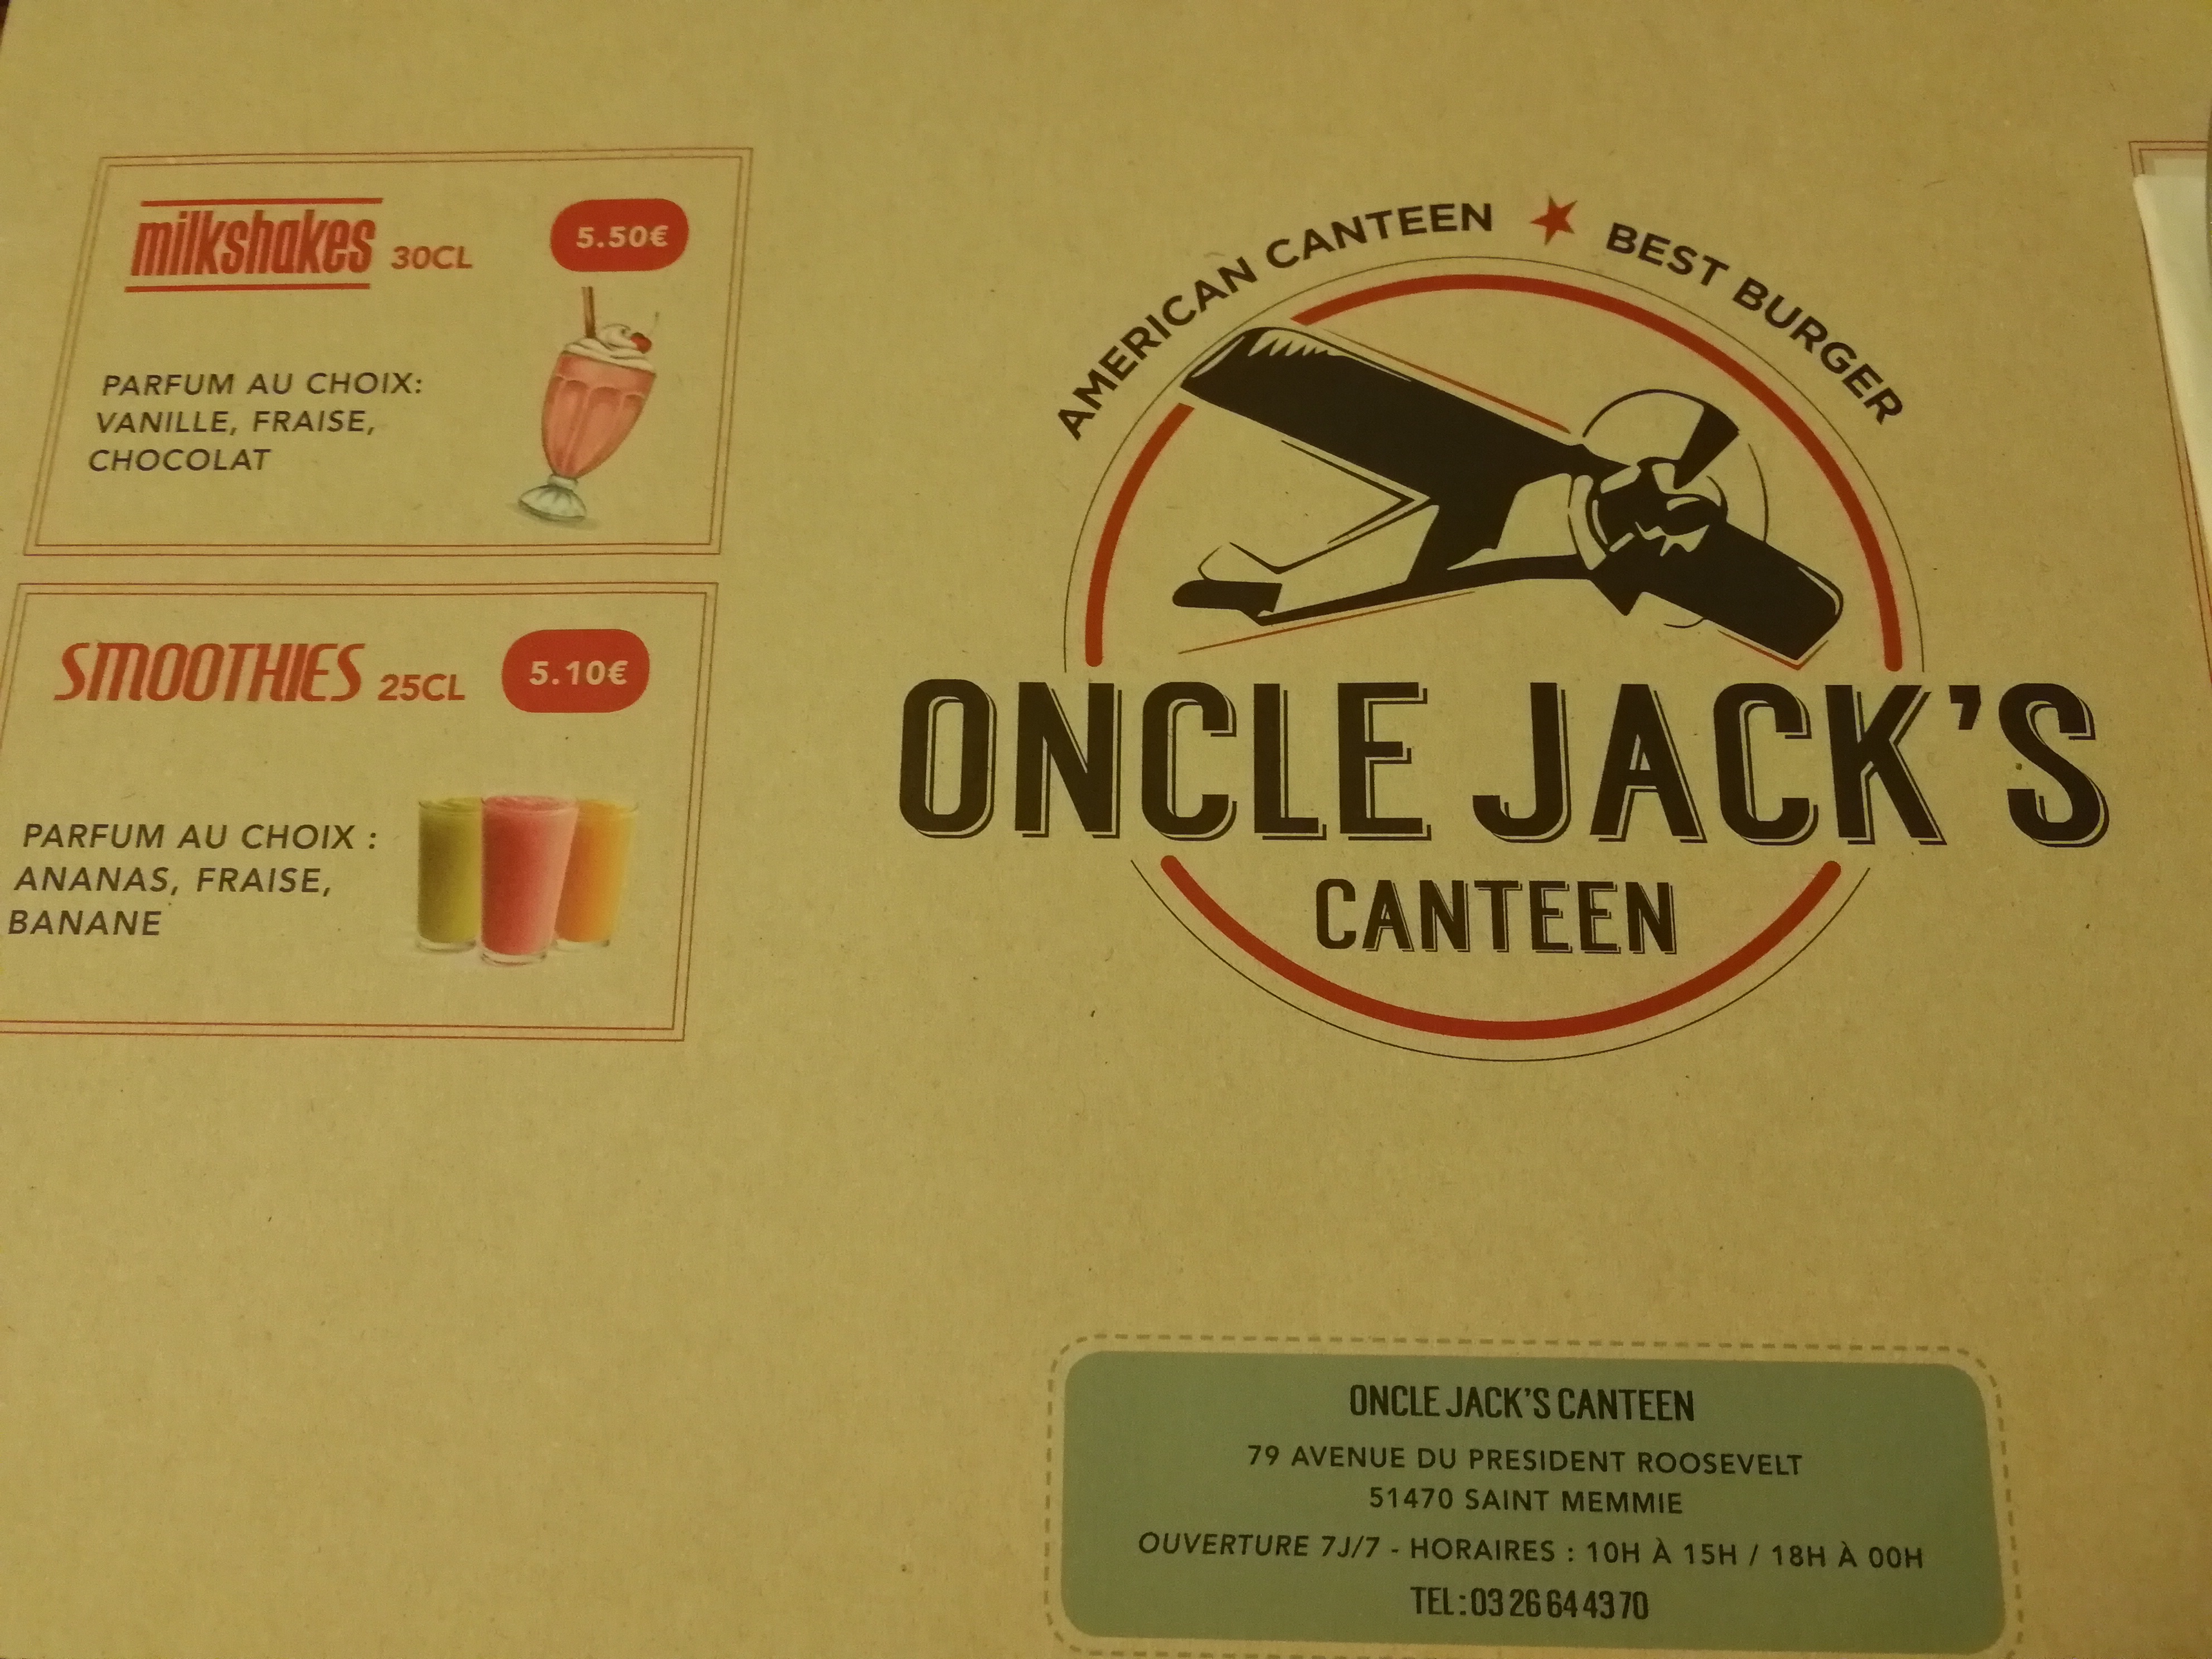 milkshakes 30CL
5.50€
PARFUM AU CHOIX:
VANILLE, FRAISE,
CHOCOLAT
SMOOTHIES 25CL
5.10€
PARFUM AU CHOIX :
ANANAS, FRAISE,
BANANE
AMERICAN CANTEEN ★ BEST BURGER
ONCLE JACK'S
CANTEEN
ONCLE JACK'S CANTEEN
79 AVENUE DU PRESIDENT ROOSEVELT
51470 SAINT MEMMIE
OUVERTURE 7J/7 - HORAIRES : 10H À 15H / 18H À 00H
TEL:03 26 64 43 70